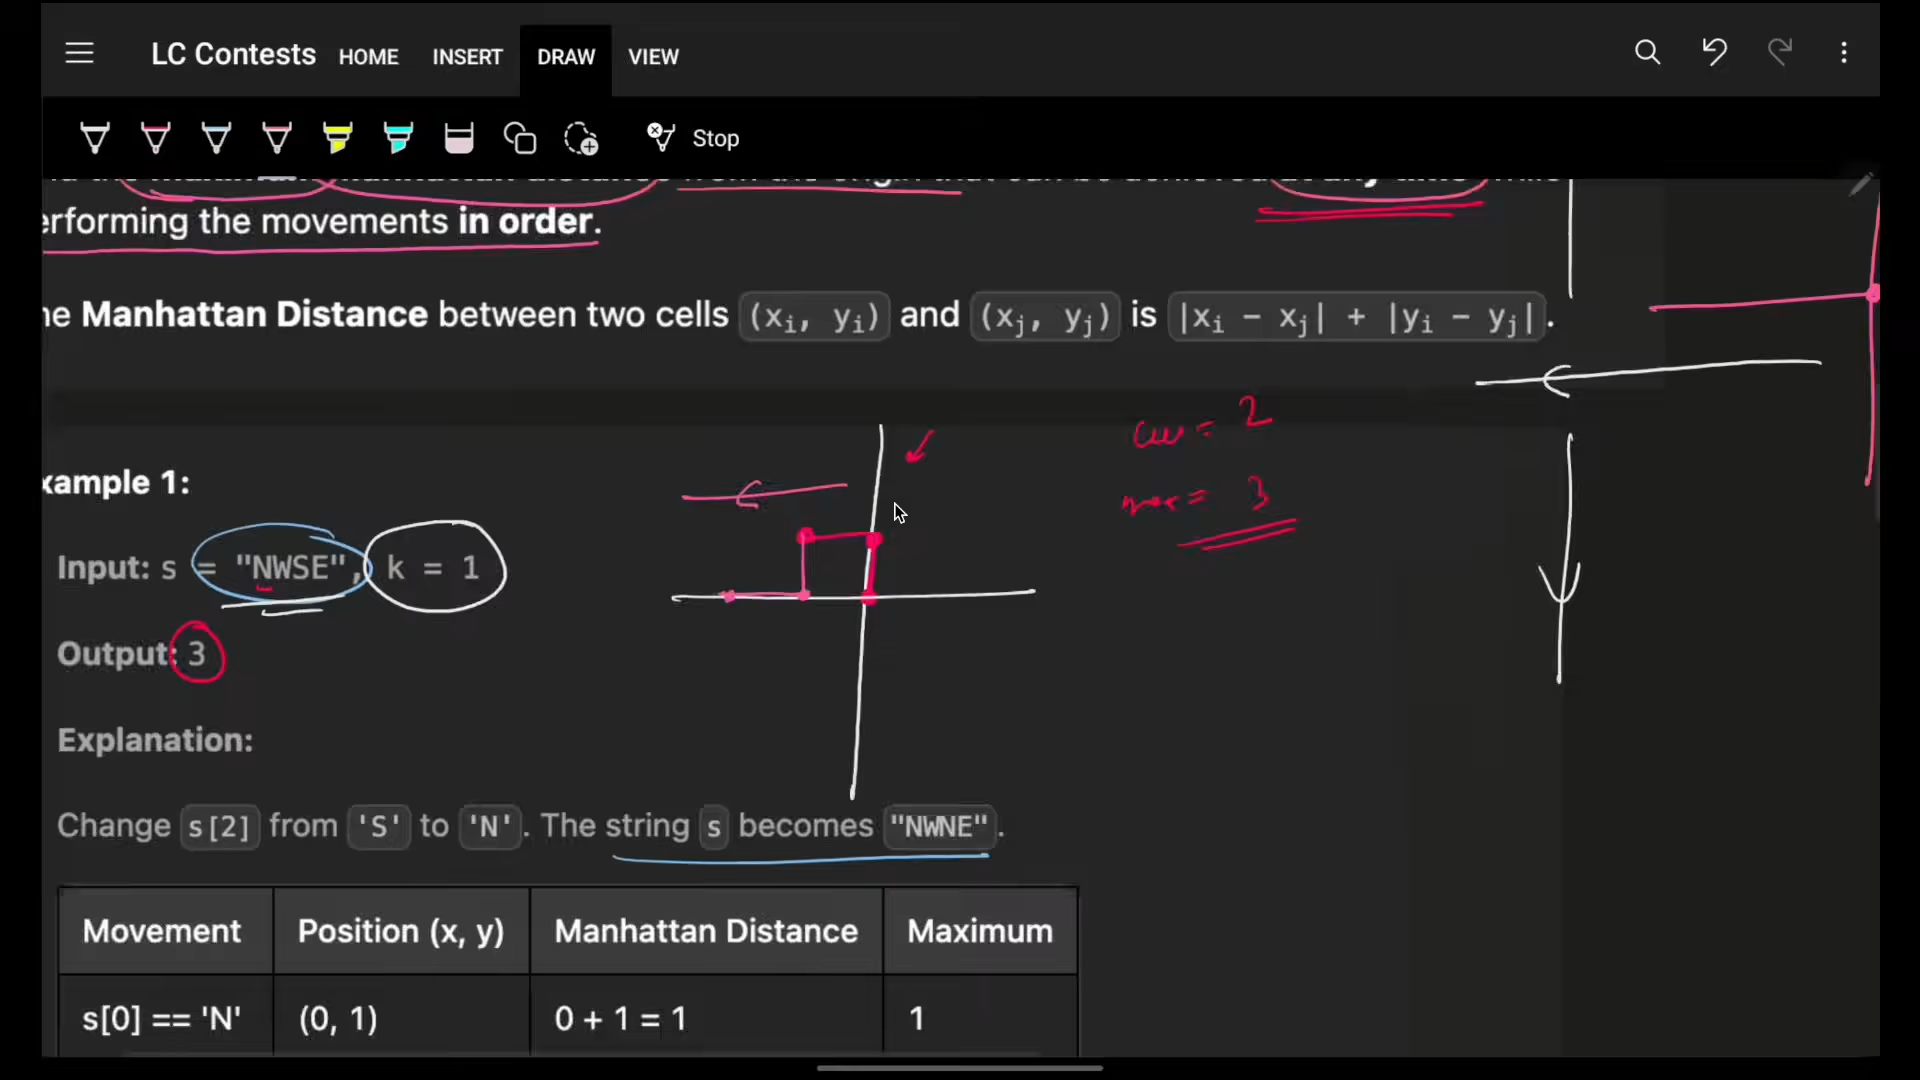 LC Contests HOME INSERT DRAW VIEW
Stop
erforming the movements in order.
ne Manhattan Distance between two cells (xi, yi) and (xj, yj) is |xi - xj| + |yi - yj|.
cur = 2
max = 3
xample 1:
Input: s = "NWSE", k = 1
Output: 3
Explanation:
Change s[2] from 'S' to 'N'. The string s becomes "NWNE".
Movement Position (x, y) Manhattan Distance Maximum
s[0] == 'N' (0, 1) 0 + 1 = 1 1